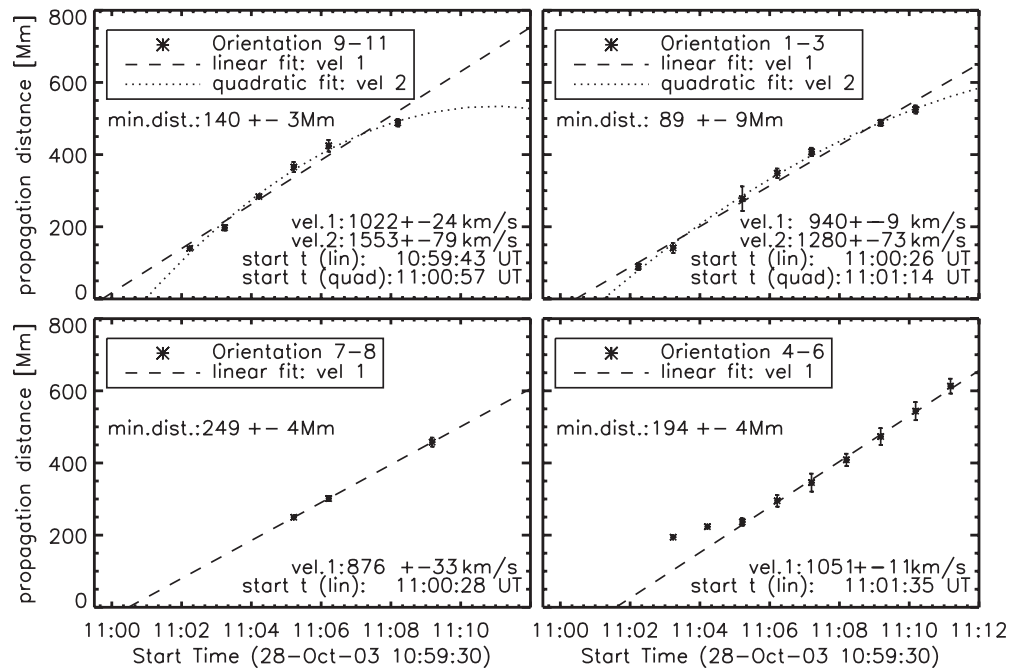 800
600
400
200
0
propagation distance [Mm]
Orientation 9-11
linear fit: vel 1
quadratic fit: vel 2
min.dist.:140 +- 3Mm
vel.1:1022+-24 km/s
vel.2:1553+-79 km/s
start t (lin): 10:59:43 UT
start t (quad):11:00:57 UT
Orientation 1-3
linear fit: vel 1
quadratic fit: vel 2
min.dist.: 89 +- 9Mm
vel.1: 940+-9 km/s
vel.2:1280+-73 km/s
start t (lin): 11:00:26 UT
start t (quad):11:01:14 UT
800
600
400
200
0
propagation distance [Mm]
Orientation 7-8
linear fit: vel 1
min.dist.:249 +- 4Mm
vel.1:876 +-33km/s
start t (lin): 11:00:28 UT
11:00 11:02 11:04 11:06 11:08 11:10
Start Time (28-Oct-03 10:59:30)
Orientation 4-6
linear fit: vel 1
min.dist.:194 +- 4Mm
vel.1:1051+-11km/s
start t (lin): 11:01:35 UT
11:00 11:02 11:04 11:06 11:08 11:10 11:12
Start Time (28-Oct-03 10:59:30)